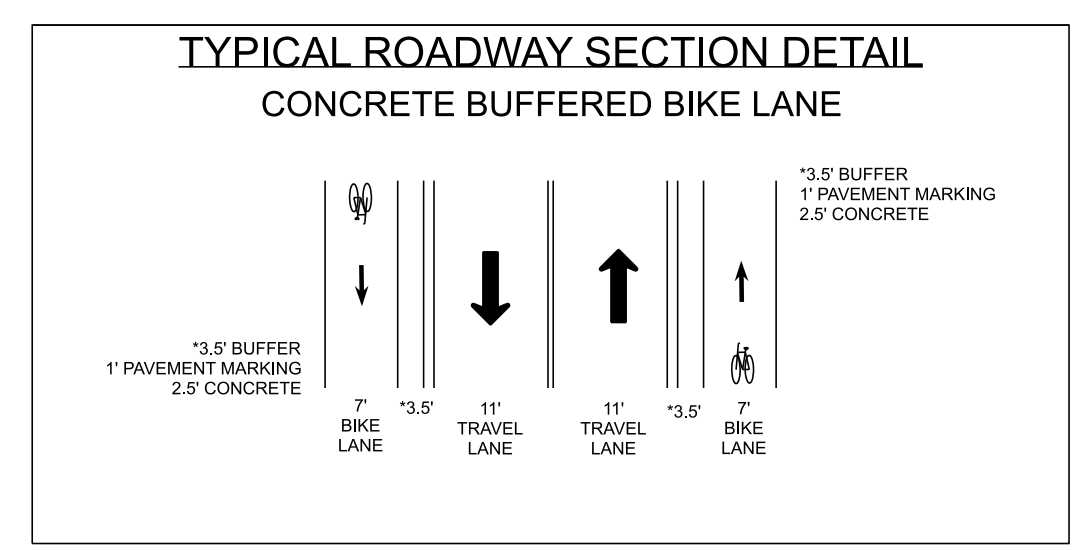 TYPICAL ROADWAY SECTION DETAIL
CONCRETE BUFFERED BIKE LANE
*3.5' BUFFER
1' PAVEMENT MARKING
2.5' CONCRETE
*3.5' BUFFER
1' PAVEMENT MARKING
2.5' CONCRETE
7'
BIKE
LANE
*3.5'
11'
TRAVEL
LANE
11'
TRAVEL
LANE
*3.5'
7'
BIKE
LANE